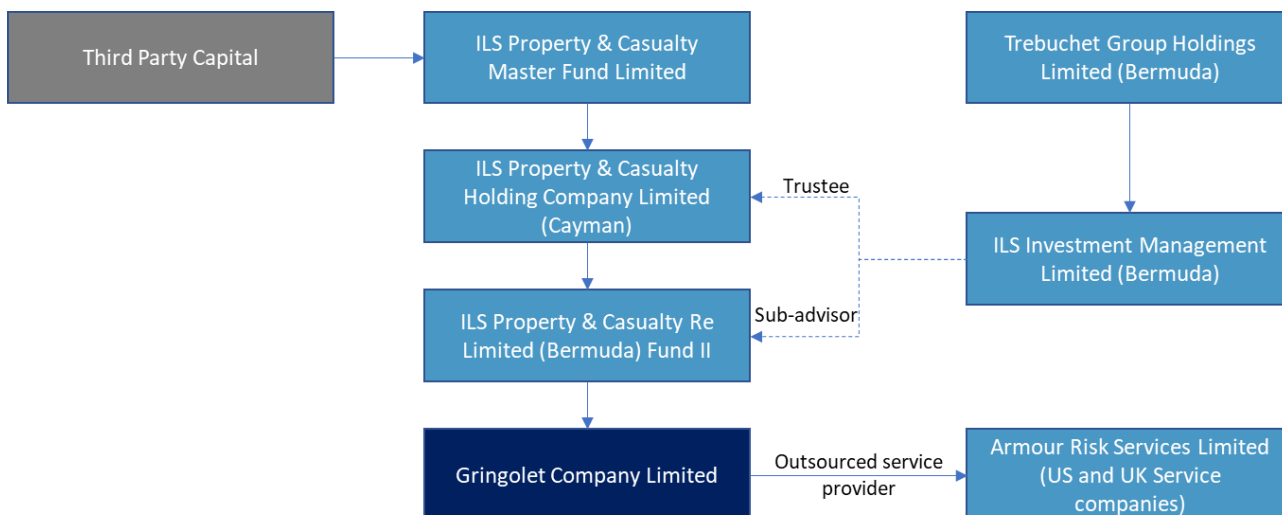 Third Party Capital
ILS Property & Casualty
Master Fund Limited
Trebuchet Group Holdings
Limited (Bermuda)
ILS Property & Casualty
Holding Company Limited
(Cayman)
Trustee
ILS Investment Management
Limited (Bermuda)
Sub-advisor
ILS Property & Casualty Re
Limited (Bermuda) Fund II
Gringolet Company Limited
Outsourced service
provider
Armour Risk Services Limited
(US and UK Service
companies)